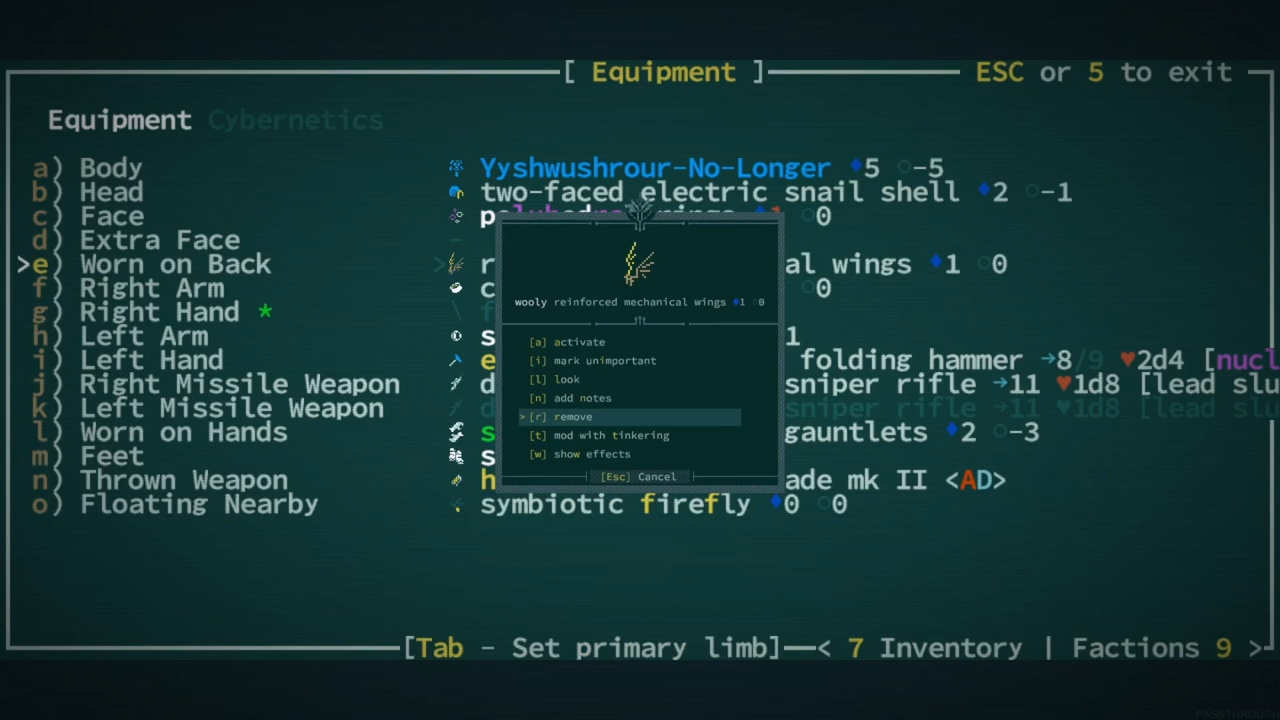 [ Equipment ] ESC or 5 to exit
Equipment Cybernetics
a) Body Yyshwushrour-No-Longer ♦5 ○-5
b) Head two-faced electric snail shell ♦2 ○-1
c) Face ○0
d) Extra Face –
>e) Worn on Back > al wings ♦1 ○0
f) Right Arm ○0
g) Right Hand *
h) Left Arm 1
i) Left Hand folding hammer →8/9 ♥2d4 [nucl
j) Right Missile Weapon sniper rifle →11 ♥1d8 [lead slu
k) Left Missile Weapon sniper rifle →11 ♥1d8 [lead slu
l) Worn on Hands gauntlets ♦2 ○-3
m) Feet
n) Thrown Weapon ade mk II <AD>
o) Floating Nearby symbiotic firefly ♦0 ○0
wooly reinforced mechanical wings ♦1 ○0
[a] activate
[i] mark unimportant
[l] look
[n] add notes
> [r] remove
[t] mod with tinkering
[w] show effects
[Esc] Cancel
[Tab - Set primary limb] < 7 Inventory | Factions 9 >